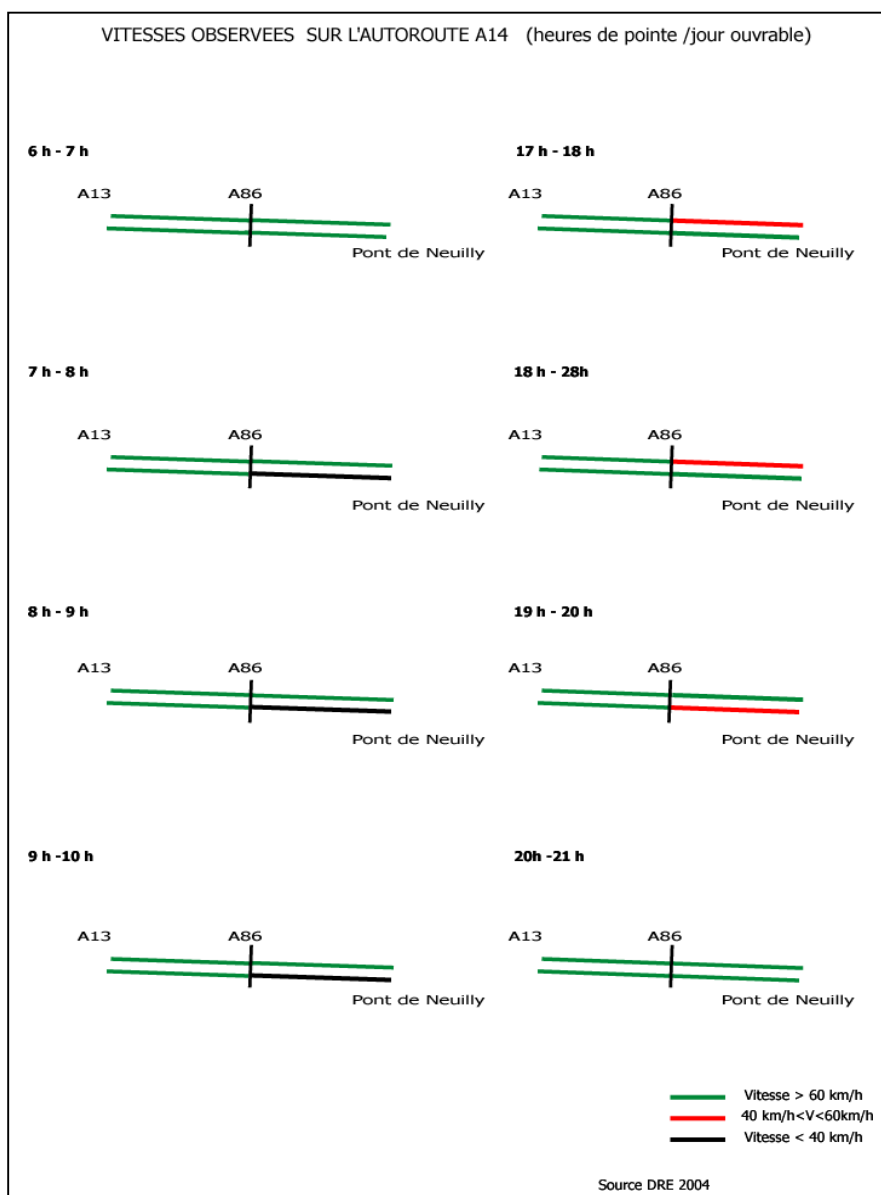 VITESSES OBSERVEES SUR L'AUTOROUTE A14 (heures de pointe /jour ouvrable)
6 h - 7 h
A13 A86
Pont de Neuilly
17 h - 18 h
A13 A86
Pont de Neuilly
7 h - 8 h
A13 A86
Pont de Neuilly
18 h - 28h
A13 A86
Pont de Neuilly
8 h - 9 h
A13 A86
Pont de Neuilly
19 h - 20 h
A13 A86
Pont de Neuilly
9 h -10 h
A13 A86
Pont de Neuilly
20h -21 h
A13 A86
Pont de Neuilly
Vitesse > 60 km/h
40 km/h<V<60km/h
Vitesse < 40 km/h
Source DRE 2004